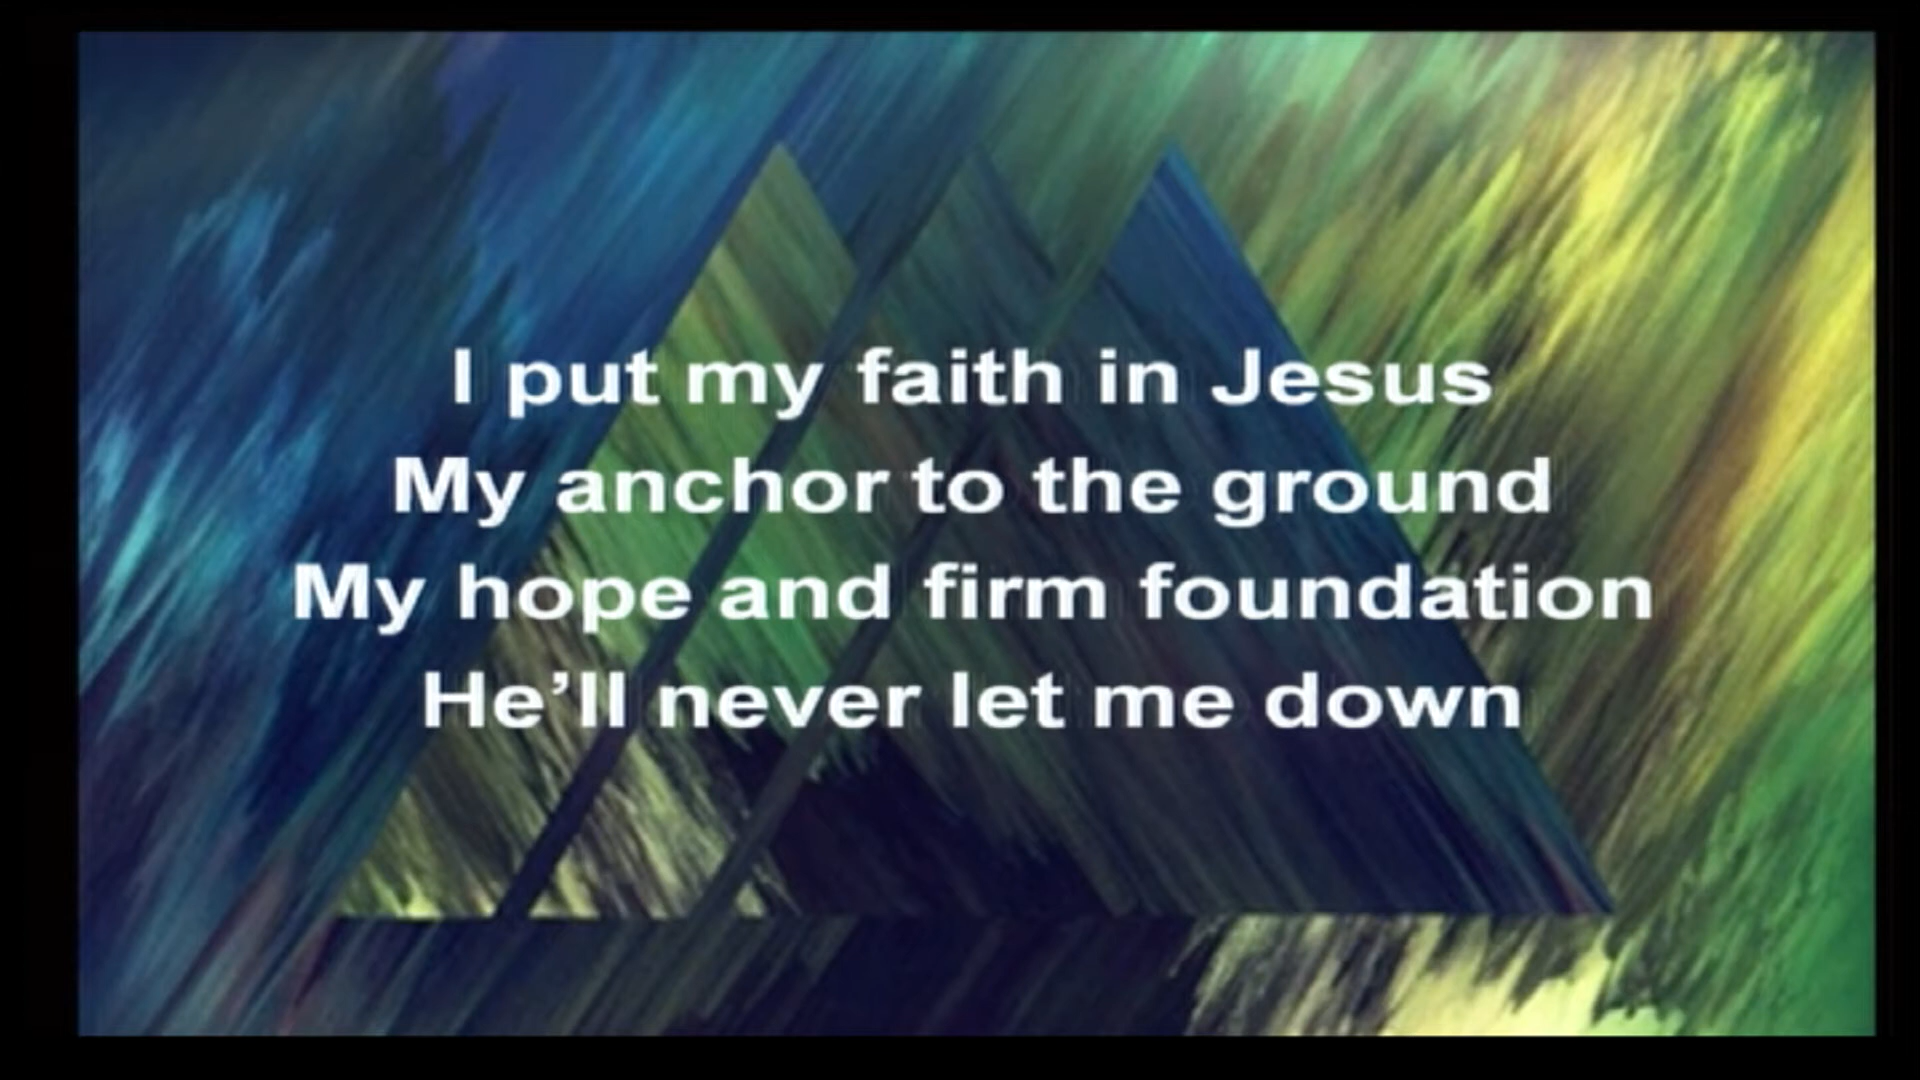 I put my faith in Jesus
My anchor to the ground
My hope and firm foundation
He’ll never let me down